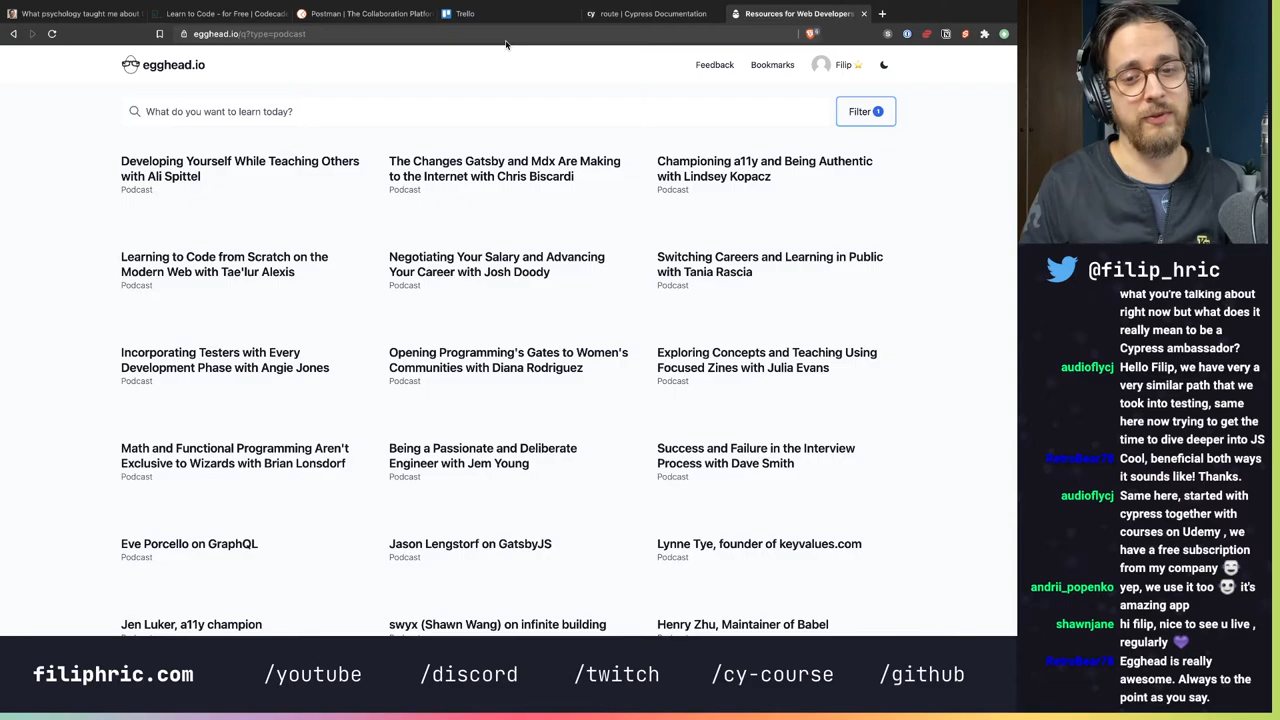 What psychology taught me about
Learn to Code - for Free | Codecad
Postman | The Collaboration Platfo
Trello
route | Cypress Documentation
Resources for Web Developers
egghead.io/q?type=podcast
egghead.io
Feedback
Bookmarks
Filip
What do you want to learn today?
Filter 1
Developing Yourself While Teaching Others
with Ali Spittel
Podcast
The Changes Gatsby and Mdx Are Making
to the Internet with Chris Biscardi
Podcast
Championing a11y and Being Authentic
with Lindsey Kopacz
Podcast
Learning to Code from Scratch on the
Modern Web with Tae'lur Alexis
Podcast
Negotiating Your Salary and Advancing
Your Career with Josh Doody
Podcast
Switching Careers and Learning in Public
with Tania Rascia
Podcast
Incorporating Testers with Every
Development Phase with Angie Jones
Podcast
Opening Programming's Gates to Women's
Communities with Diana Rodriguez
Podcast
Exploring Concepts and Teaching Using
Focused Zines with Julia Evans
Podcast
Math and Functional Programming Aren't
Exclusive to Wizards with Brian Lonsdorf
Podcast
Being a Passionate and Deliberate
Engineer with Jem Young
Podcast
Success and Failure in the Interview
Process with Dave Smith
Podcast
Eve Porcello on GraphQL
Podcast
Jason Lengstorf on GatsbyJS
Podcast
Lynne Tye, founder of keyvalues.com
Podcast
Jen Luker, a11y champion
swyx (Shawn Wang) on infinite building
Henry Zhu, Maintainer of Babel
@filip_hric
what you're talking about
right now but what does it
really mean to be a
Cypress ambassador?
audioflycj Hello Filip, we have very a
very similar path that we
took into testing, same
here now trying to get the
time to dive deeper into JS
Cool, beneficial both ways
it sounds like! Thanks.
audioflycj Same here, started with
cypress together with
courses on Udemy , we
have a free subscription
from my company
andrii_popenko yep, we use it too it's
amazing app
shawnjane hi filip, nice to see u live ,
regularly
Egghead is really
awesome. Always to the
point as you say.
filiphric.com
/youtube
/discord
/twitch
/cy-course
/github